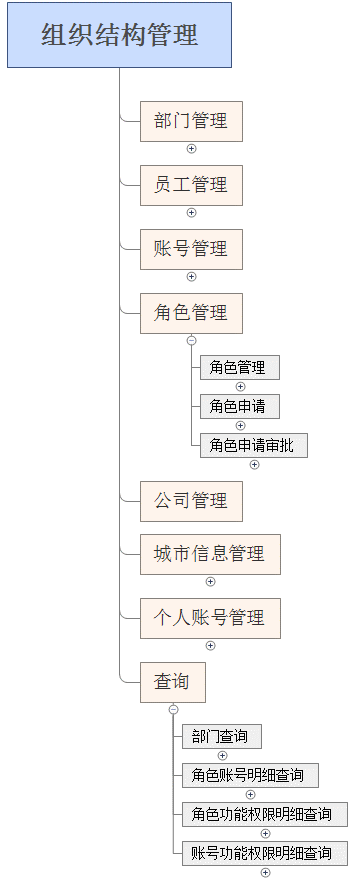 组织结构管理
部门管理
员工管理
账号管理
角色管理
角色管理
角色申请
角色申请审批
公司管理
城市信息管理
个人账号管理
查询
部门查询
角色账号明细查询
角色功能权限明细查询
账号功能权限明细查询